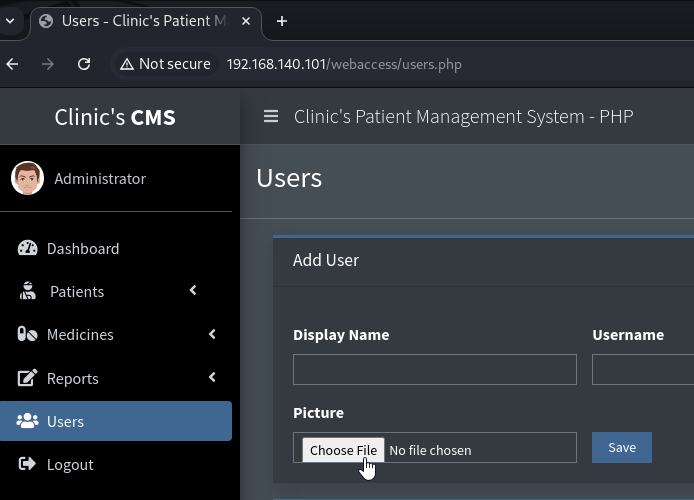 Users - Clinic's Patient M
Not secure 192.168.140.101/webaccess/users.php
Clinic's CMS
Clinic's Patient Management System - PHP
Administrator
Users
Dashboard
Patients
Medicines
Reports
Users
Logout
Add User
Display Name
Username
Picture
Choose File No file chosen
Save